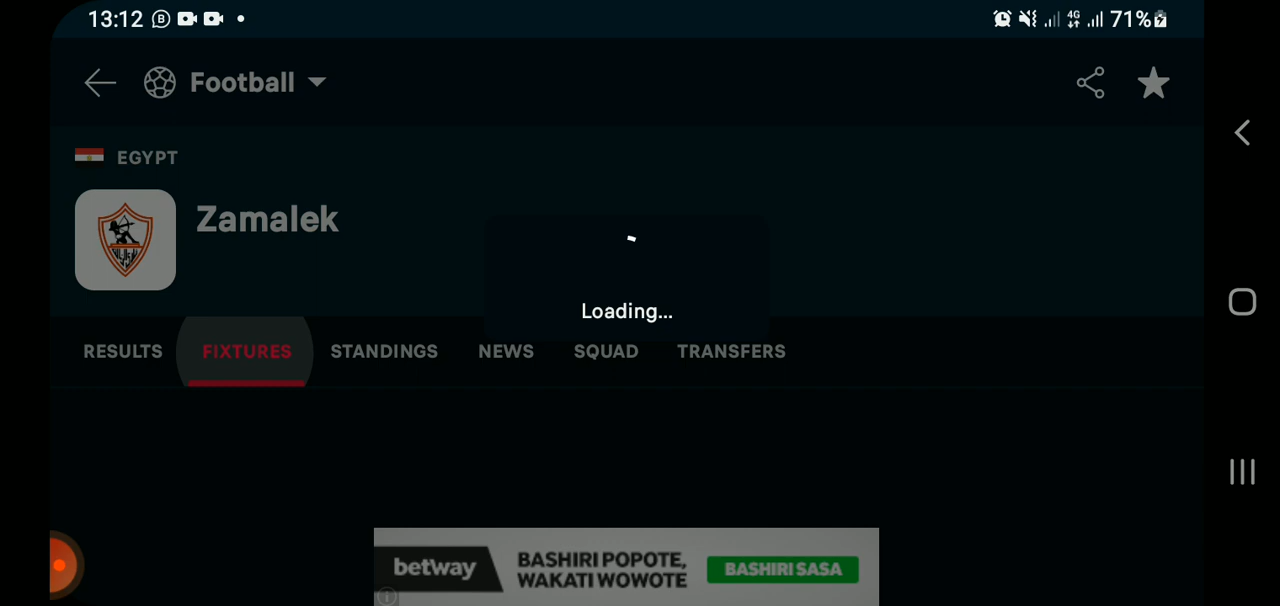 13:12
4G
71%
Football
EGYPT
Zamalek
Loading...
RESULTS FIXTURES STANDINGS NEWS SQUAD TRANSFERS
betway
BASHIRI POPOTE,
WAKATI WOWOTE
BASHIRI SASA